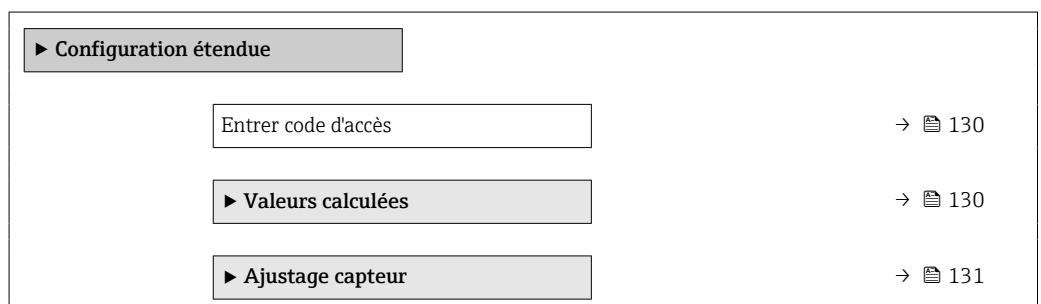 ▶ Configuration étendue
Entrer code d'accès → 130
▶ Valeurs calculées → 130
▶ Ajustage capteur → 131